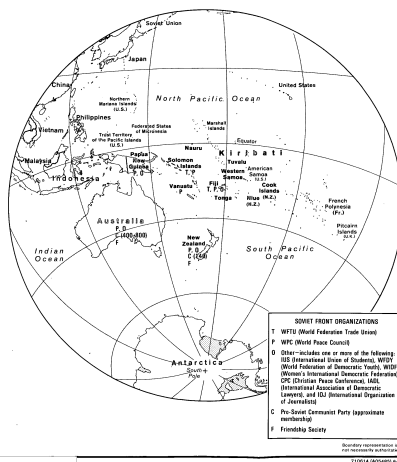 Soviet Union
Japan
China
United States
North Pacific Ocean
Northern
Mariana Islands
(U.S.)
Philippines
Vietnam
Federated States
of Micronesia
Marshall
Islands
Trust Territory
of the Pacific Islands
(U.S.)
Equator
Malaysia
Nauru
Kiribati
Indonesia
Papua
New
Guinea
P, O
Solomon
Islands
T, P
Tuvalu
Western
Samoa
American
Samoa
(U.S.)
Cook
Islands
(N.Z.)
Vanuatu
P
Fiji
T, P, O
Tonga
Niue
(N.Z.)
French
Polynesia
(Fr.)
Pitcairn
Islands
(U.K.)
Australia
P, O
C (400-800)
F
Indian
Ocean
New
Zealand
P, O
C (240)
F
South Pacific
Ocean
Antarctica
South
Pole
SOVIET FRONT ORGANIZATIONS
T WFTU (World Federation Trade Union)
P WPC (World Peace Council)
O Other—includes one or more of the following:
IUS (International Union of Students), WFDY
(World Federation of Democratic Youth), WIDF
(Women's International Democratic Federation)
CPC (Christian Peace Conference), IADL
(International Association of Democratic
Lawyers), and IOJ (International Organization
of Journalists)
C Pro-Soviet Communist Party (approximate
membership)
F Friendship Society
Boundary representation is
not necessarily authoritative